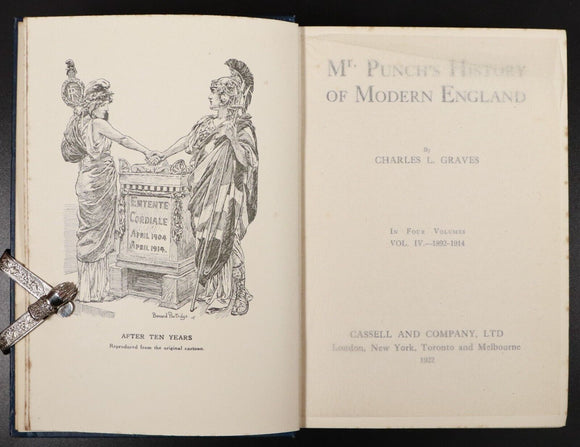 ENTENTE
CORDIALE
APRIL 1904
APRIL 1914.
Bernard Partridge
AFTER TEN YEARS
Reproduced from the original cartoon.
Mr. Punch's History
of Modern England
By
CHARLES L. GRAVES
In Four Volumes
VOL. IV.—1892-1914
CASSELL AND COMPANY, LTD
London, New York, Toronto and Melbourne
1922